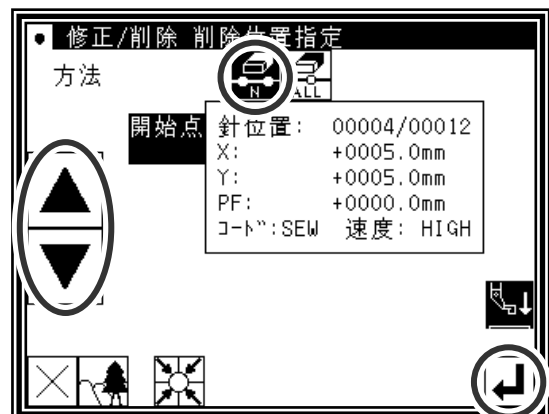 修正/削除 削除位置指定
方法
N ALL
開始点
針位置: 00004/00012
X: +0005.0mm
Y: +0005.0mm
PF: +0000.0mm
コード:SEW 速度: HIGH